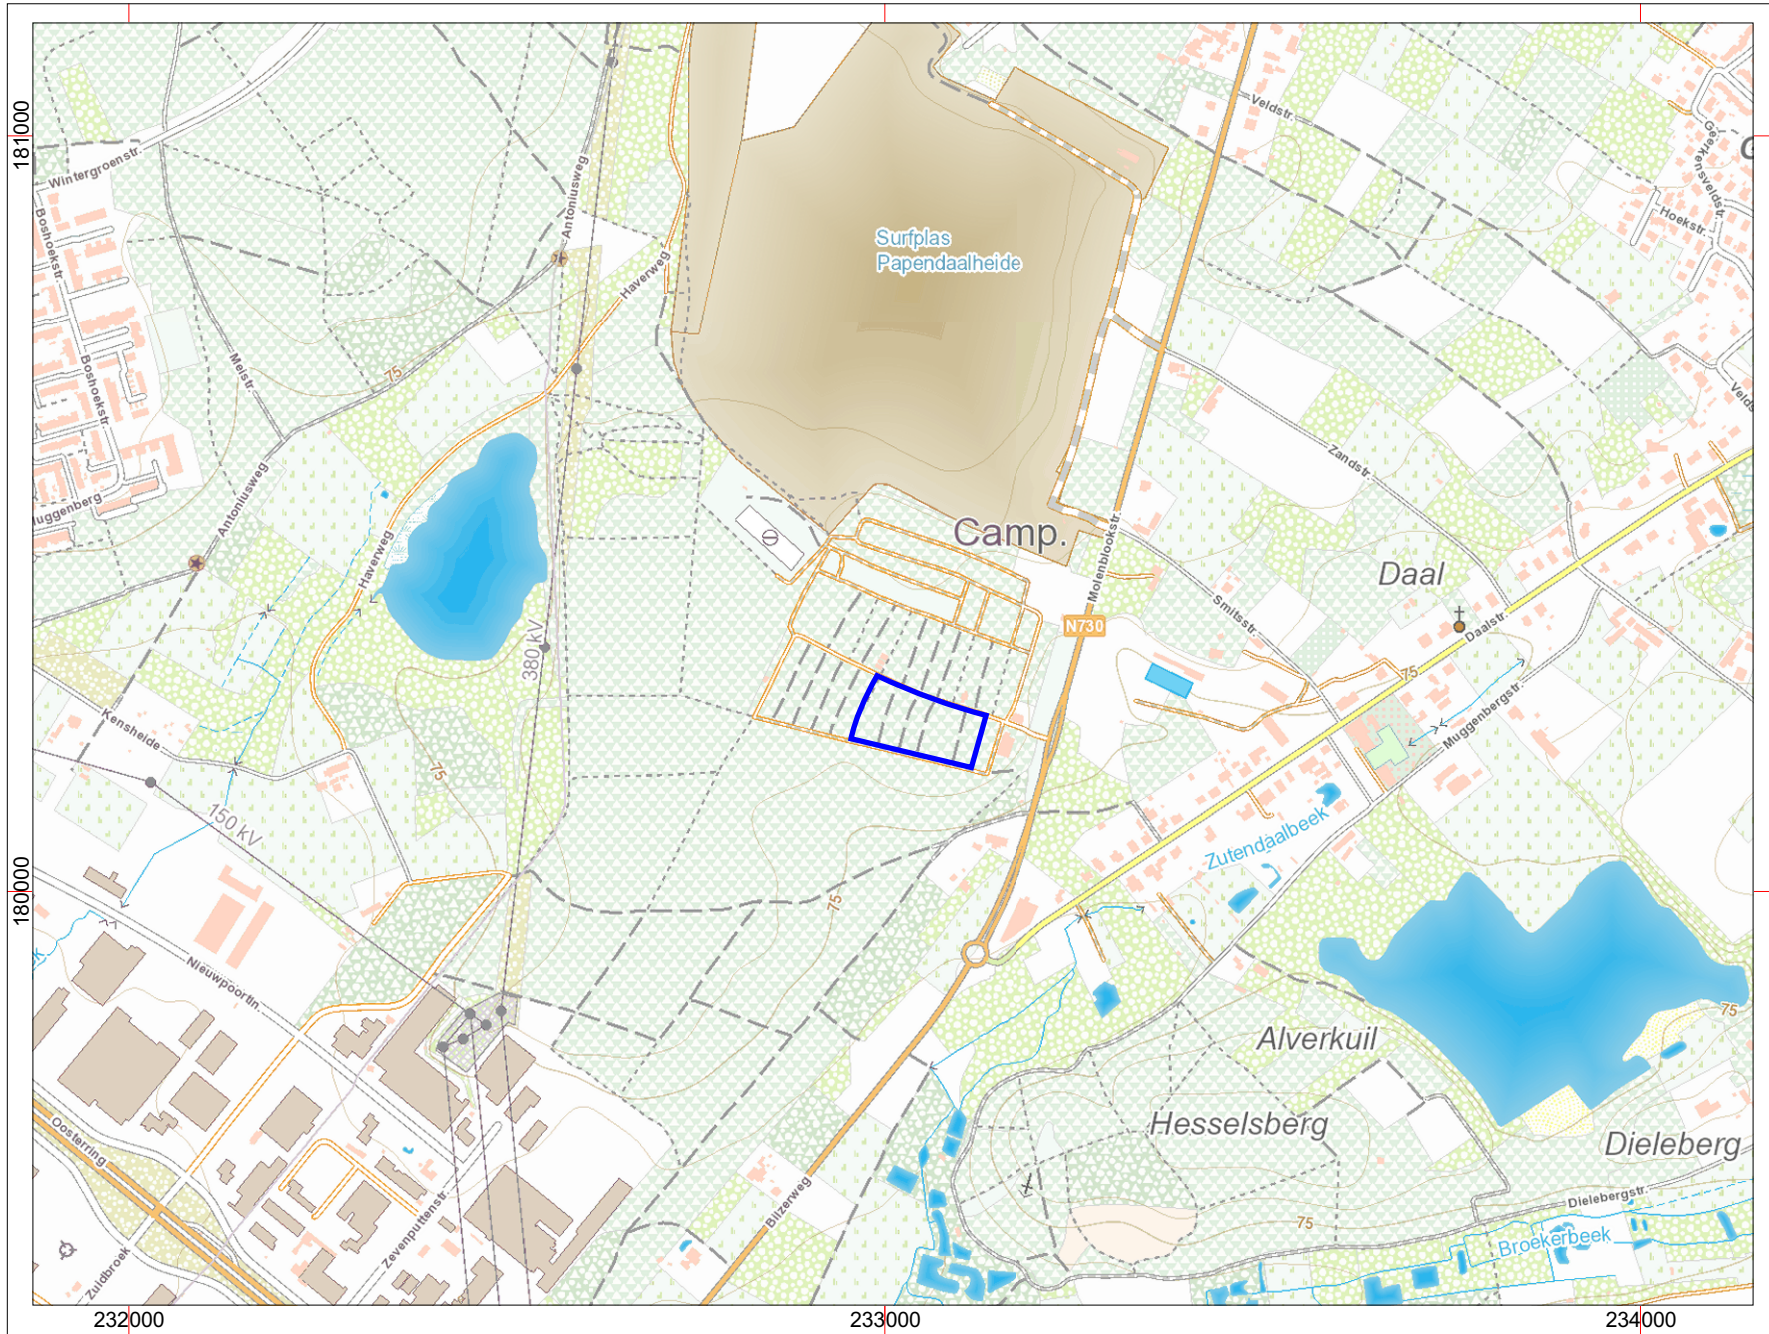 181000
180000
232000
233000
234000
Wintergroenstr.
Boshoekstr.
Boshoekstr.
Meistr.
Antoniusweg
Antoniusweg
Haverweg
Haverweg
75
Surfplas
Papendaalheide
Veldstr.
Gerkensveldstr.
Hoekstr.
G
Zandstr.
Camp.
Molenblookstr.
N730
Smitsstr.
Daal
Daalstr.
75
Muggenbergstr.
380 kV
150 kV
Kensheide
75
75
Zutendaalbeek
Nieuwpoortln
Oosterring
Zuidbroek
Zevenputtenstr.
Bilzerweg
Alverkuil
Hesselsberg
Dieleberg
75
Dielebergstr.
75
Broekerbeek